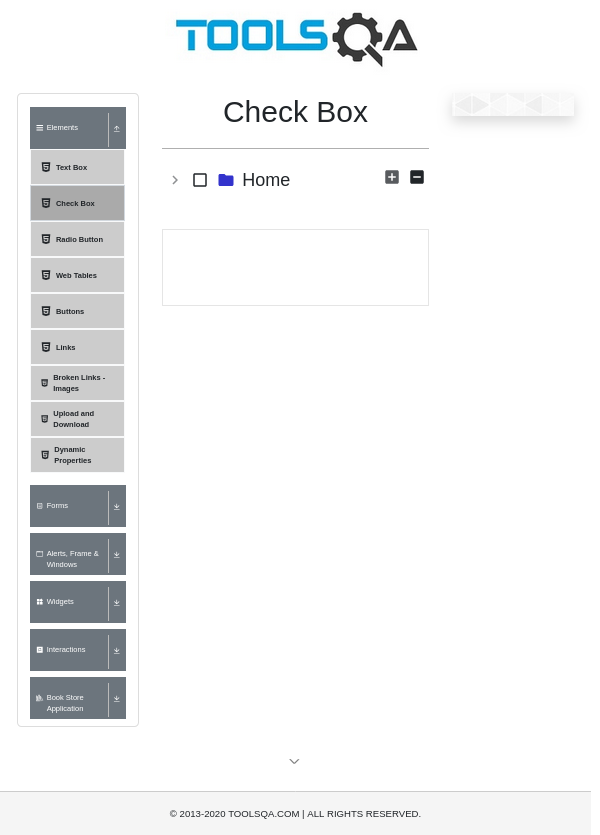 TOOLSQA
Elements
Text Box
Check Box
Radio Button
Web Tables
Buttons
Links
Broken Links -
Images
Upload and
Download
Dynamic
Properties
Forms
Alerts, Frame &
Windows
Widgets
Interactions
Book Store
Application
Check Box
Home
© 2013-2020 TOOLSQA.COM | ALL RIGHTS RESERVED.